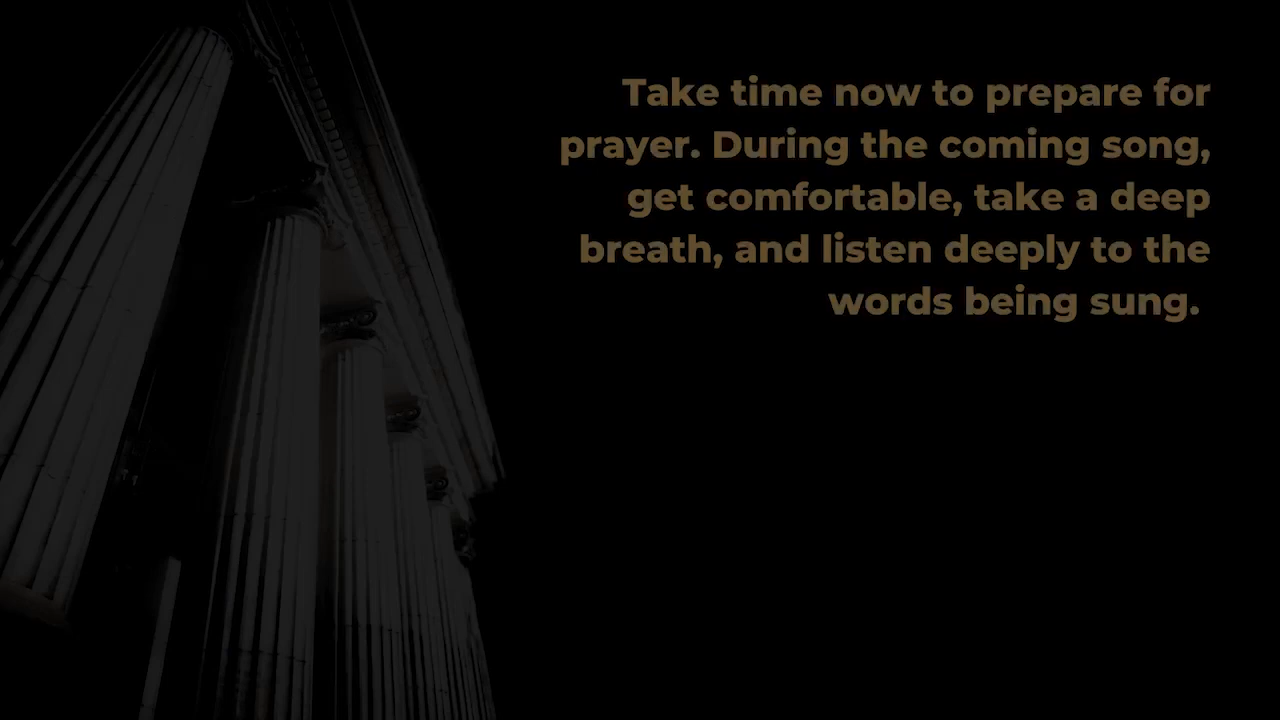 Take time now to prepare for
prayer. During the coming song,
get comfortable, take a deep
breath, and listen deeply to the
words being sung.